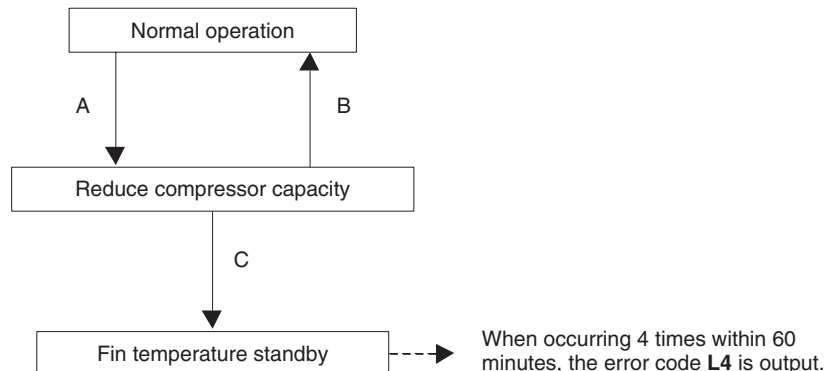 Normal operation
A
B
Reduce compressor capacity
C
Fin temperature standby
When occurring 4 times within 60
minutes, the error code L4 is output.